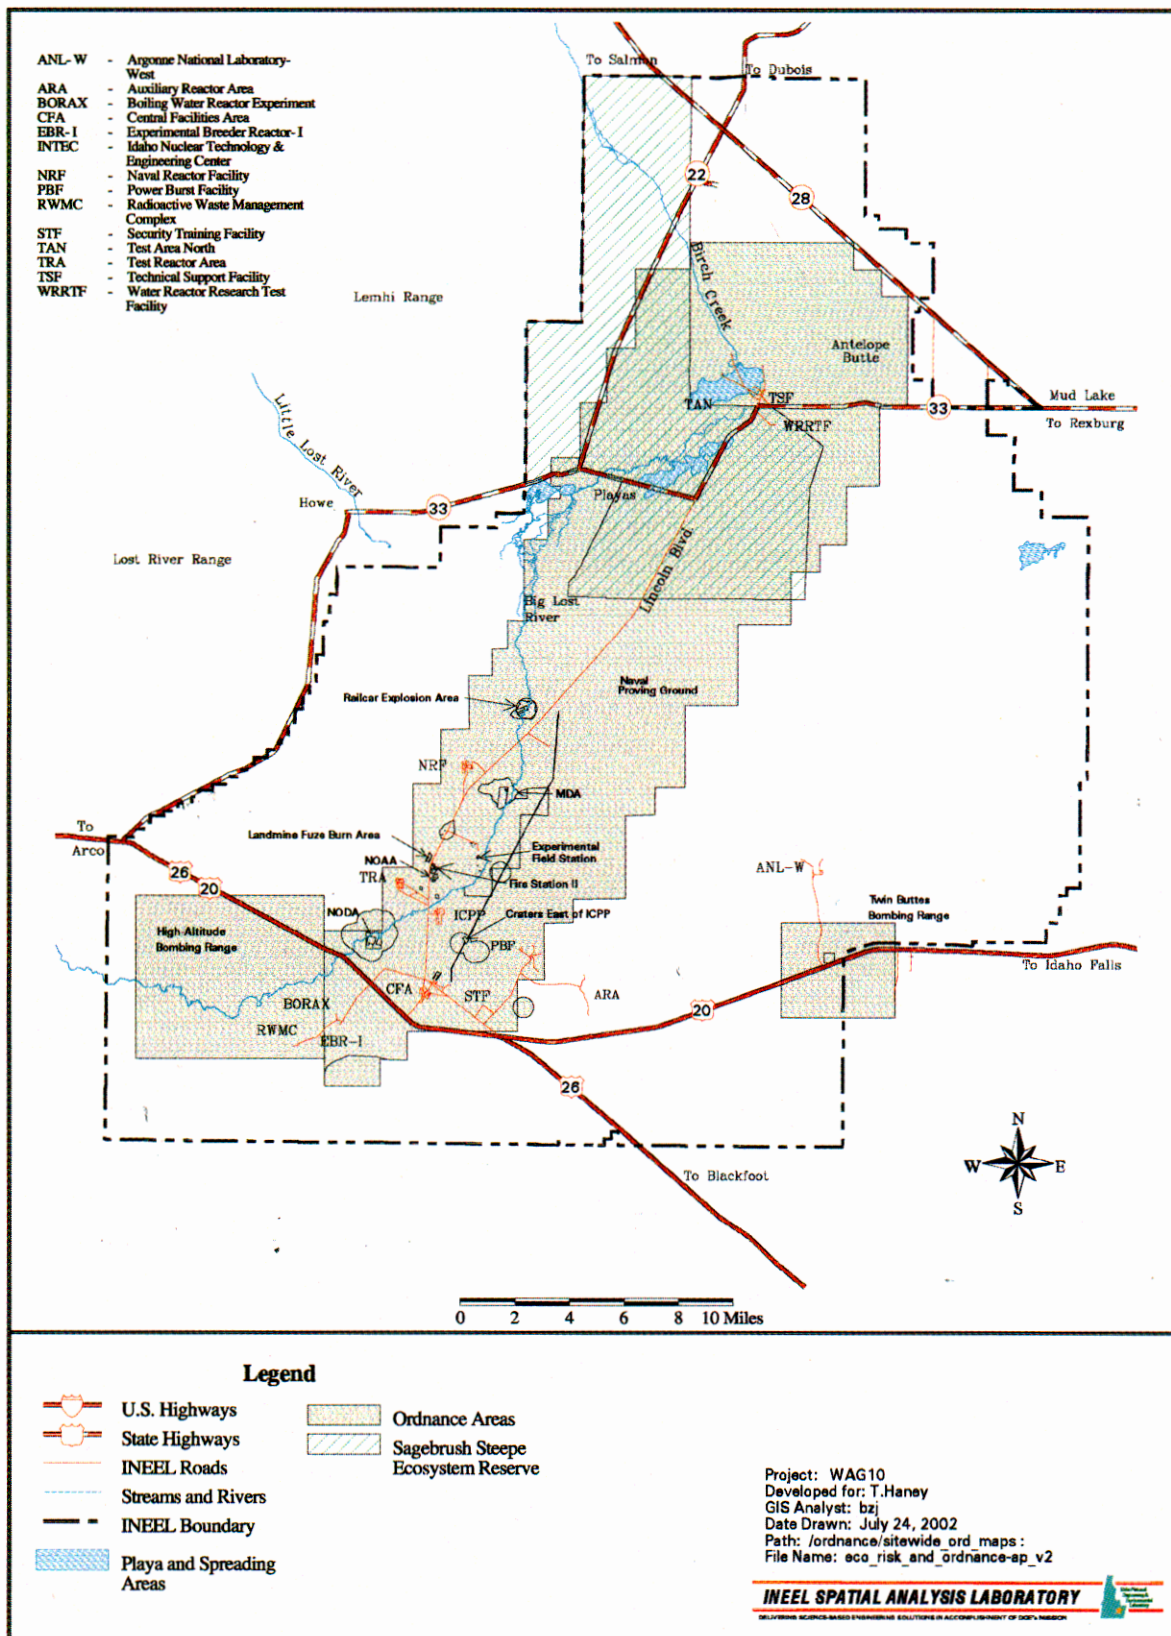 ANL-W - Argonne National Laboratory-
West
ARA - Auxiliary Reactor Area
BORAX - Boiling Water Reactor Experiment
CFA - Central Facilities Area
EBR-I - Experimental Breeder Reactor-I
INTEC - Idaho Nuclear Technology &
Engineering Center
NRF - Naval Reactor Facility
PBF - Power Burst Facility
RWMC - Radioactive Waste Management
Complex
STF - Security Training Facility
TAN - Test Area North
TRA - Test Reactor Area
TSF - Technical Support Facility
WRRTF - Water Reactor Research Test
Facility
To Salmon
To Dubois
22
28
Birch Creek
Lemhi Range
Antelope
Butte
TAN
TSF
33
Mud Lake
To Rexburg
WRRTF
Little Lost River
Howe
33
Playas
Lost River Range
Lincoln Blvd.
Big Lost
River
Naval
Proving Ground
Railcar Explosion Area
NRF
MDA
To
Arco
Landmine Fuze Burn Area
Experimental
Field Station
26
20
NOAA
TRA
Fire Station II
ANL-W
Twin Buttes
Bombing Range
NODA
ICPP
Craters East of ICPP
High-Altitude
Bombing Range
PBF
To Idaho Falls
BORAX
CFA
STF
ARA
20
RWMC
EBR-I
26
N
W
E
S
To Blackfoot
0 2 4 6 8 10 Miles
Legend
U.S. Highways
State Highways
INEEL Roads
Streams and Rivers
INEEL Boundary
Playa and Spreading
Areas
Ordnance Areas
Sagebrush Steepe
Ecosystem Reserve
Project: WAG10
Developed for: T.Haney
GIS Analyst: bzj
Date Drawn: July 24, 2002
Path: /ordnance/sitewide_ord_maps :
File Name: eco_risk_and_ordnance-ap_v2
INEEL SPATIAL ANALYSIS LABORATORY
DELIVERING SCIENCE-BASED ENGINEERING SOLUTIONS IN ACCOMPLISHMENT OF DOE's MISSION